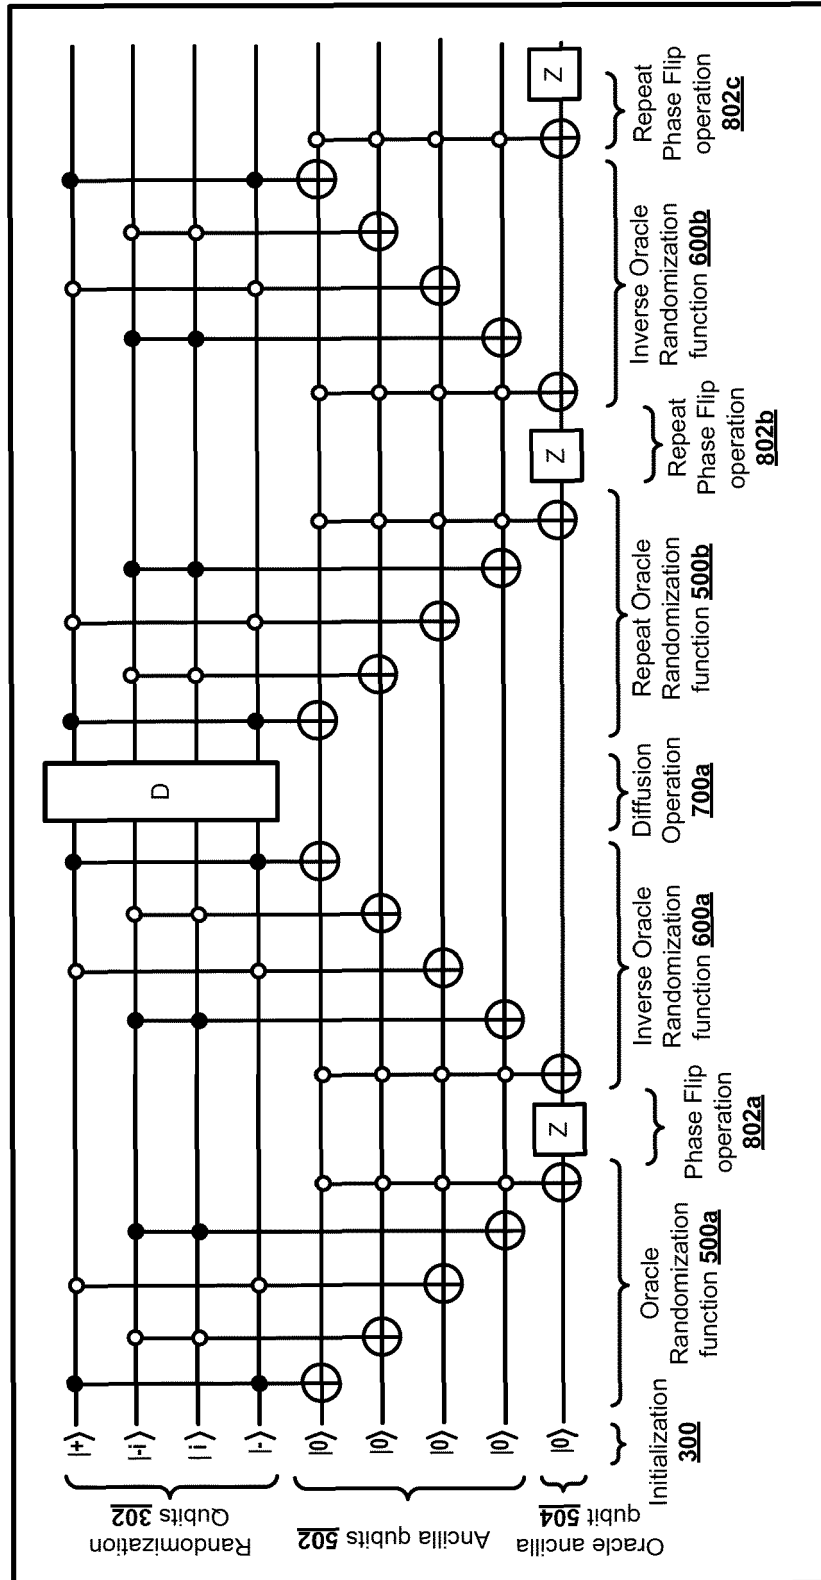 Randomization
Qubits 302
Ancilla qubits 502
Oracle ancilla
qubit 504
|+⟩
|-i⟩
|i⟩
|-⟩
|0⟩
|0⟩
|0⟩
|0⟩
|0⟩
D
Z
Z
Z
Initialization
300
Oracle
Randomization
function 500a
Phase Flip
operation
802a
Inverse Oracle
Randomization
function 600a
Diffusion
Operation
700a
Repeat Oracle
Randomization
function 500b
Repeat
Phase Flip
operation
802b
Inverse Oracle
Randomization
function 600b
Repeat
Phase Flip
operation
802c